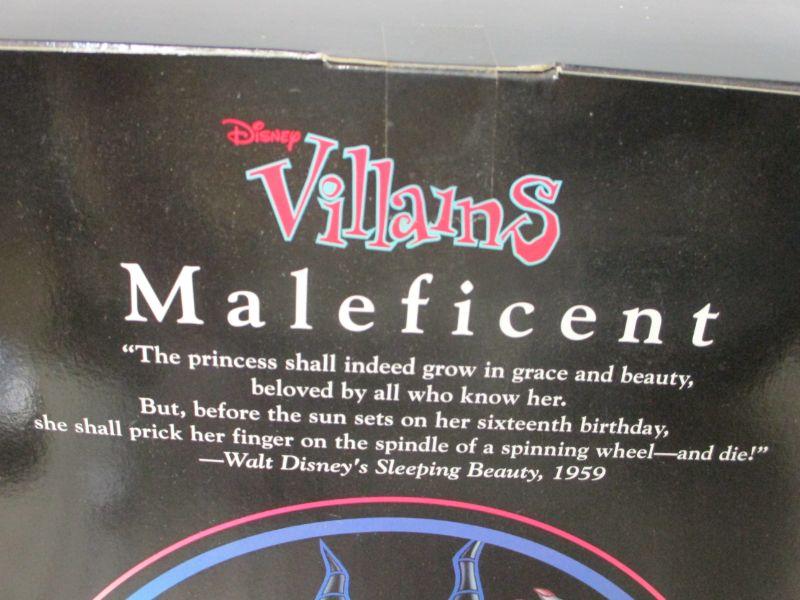 Disney
Villains
Maleficent
“The princess shall indeed grow in grace and beauty,
beloved by all who know her.
But, before the sun sets on her sixteenth birthday,
she shall prick her finger on the spindle of a spinning wheel—and die!”
—Walt Disney's Sleeping Beauty, 1959